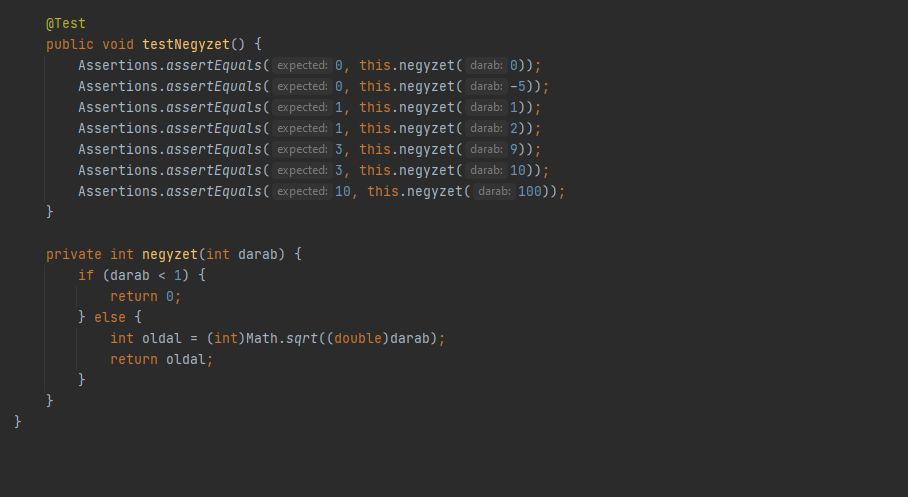 @Test
public void testNegyzet() {
Assertions.assertEquals( expected: 0, this.negyzet( darab: 0));
Assertions.assertEquals( expected: 0, this.negyzet( darab: -5));
Assertions.assertEquals( expected: 1, this.negyzet( darab: 1));
Assertions.assertEquals( expected: 1, this.negyzet( darab: 2));
Assertions.assertEquals( expected: 3, this.negyzet( darab: 9));
Assertions.assertEquals( expected: 3, this.negyzet( darab: 10));
Assertions.assertEquals( expected: 10, this.negyzet( darab: 100));
}
private int negyzet(int darab) {
if (darab < 1) {
return 0;
} else {
int oldal = (int)Math.sqrt((double)darab);
return oldal;
}
}
}